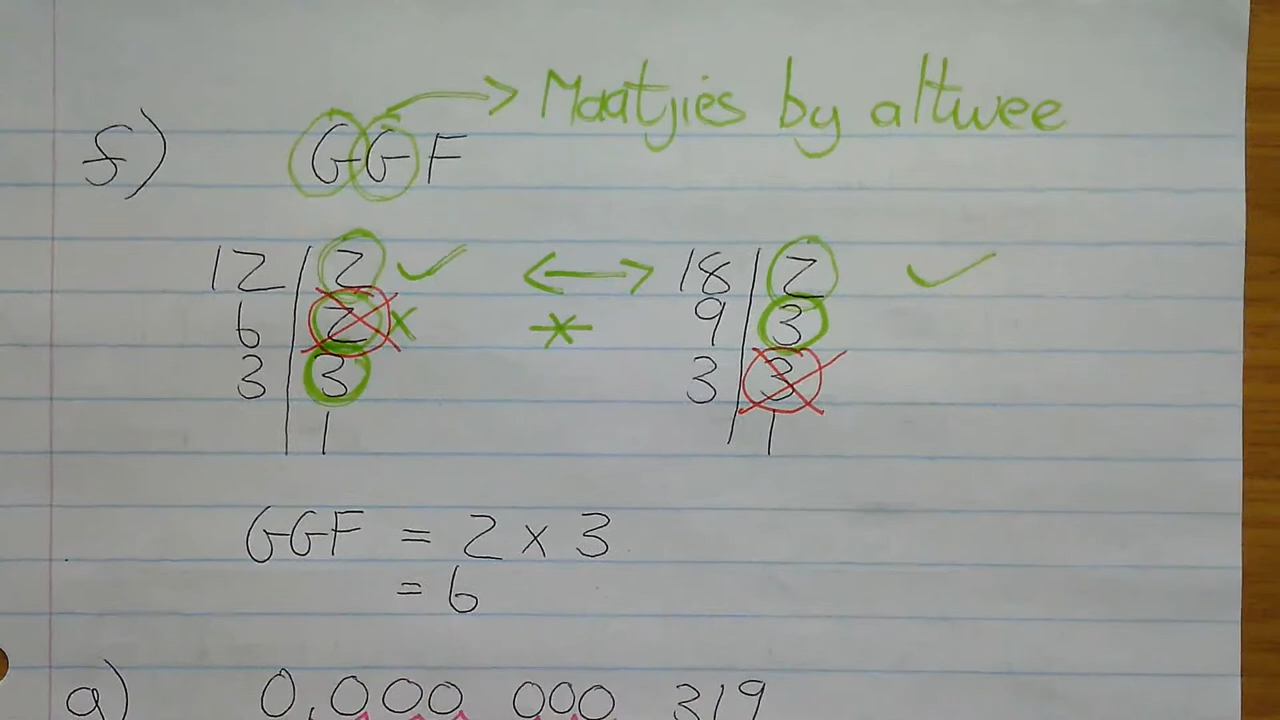 → Maatjies by altwee
f) GGF
12 | 2 ✓ ↔ 18 | 2 ✓
6 | 2 x * 9 | 3
3 | 3 3 | 3
| 1 | 1
GGF = 2 x 3
= 6
g) 0,000 000 319